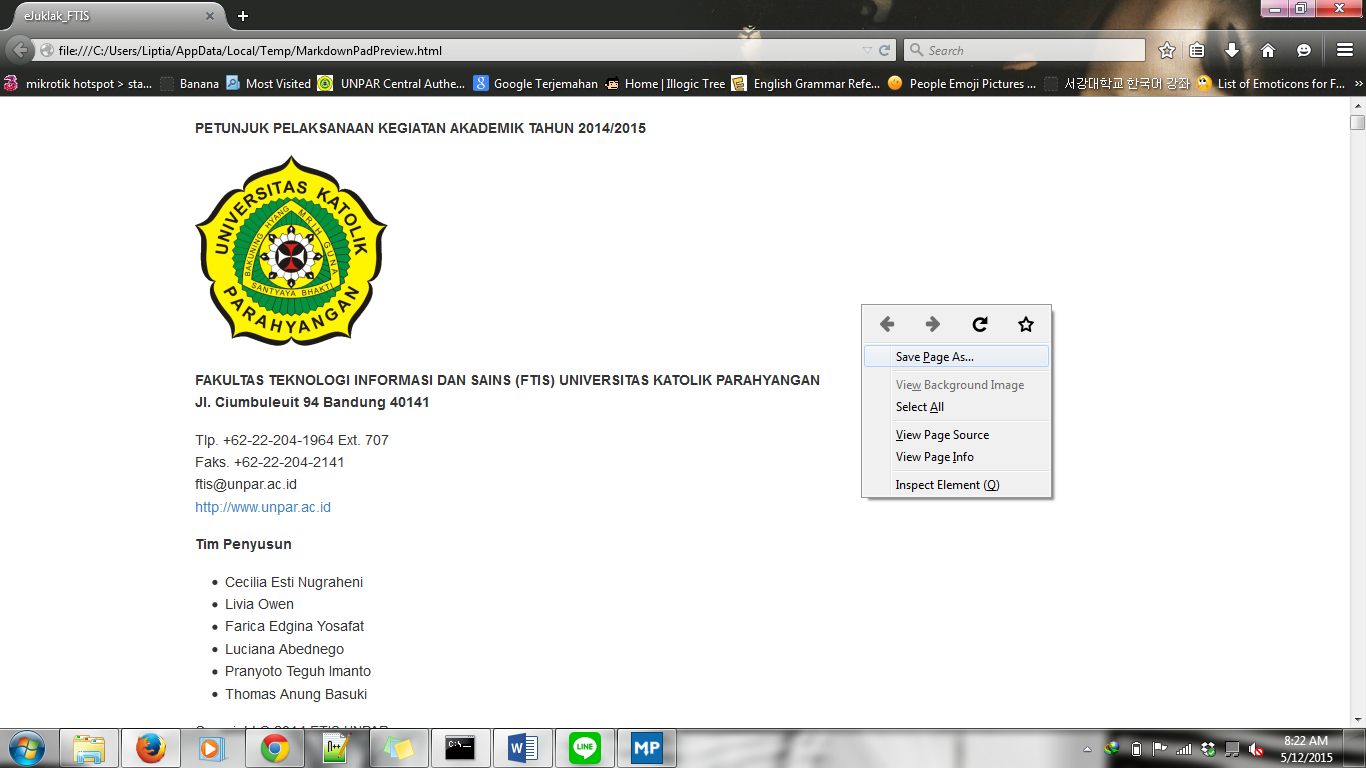 eJuklak_FTIS
file:///C:/Users/Liptia/AppData/Local/Temp/MarkdownPadPreview.html
Search
mikrotik hotspot > sta...
Banana
Most Visited
UNPAR Central Authe...
Google Terjemahan
Home | Illogic Tree
English Grammar Refe...
People Emoji Pictures ...
서강대학교 한국어 강좌
List of Emoticons for F...
PETUNJUK PELAKSANAAN KEGIATAN AKADEMIK TAHUN 2014/2015
UNIVERSITAS KATOLIK
BAKUNING HYANG MRIH GUNA
SANTYAYA BHAKTI
PARAHYANGAN
FAKULTAS TEKNOLOGI INFORMASI DAN SAINS (FTIS) UNIVERSITAS KATOLIK PARAHYANGAN
Jl. Ciumbuleuit 94 Bandung 40141
Tlp. +62-22-204-1964 Ext. 707
Faks. +62-22-204-2141
ftis@unpar.ac.id
http://www.unpar.ac.id
Tim Penyusun
Cecilia Esti Nugraheni
Livia Owen
Farica Edgina Yosafat
Luciana Abednego
Pranyoto Teguh Imanto
Thomas Anung Basuki
Save Page As...
View Background Image
Select All
View Page Source
View Page Info
Inspect Element (Q)
C:\_
W
LINE
MP
8:22 AM
5/12/2015